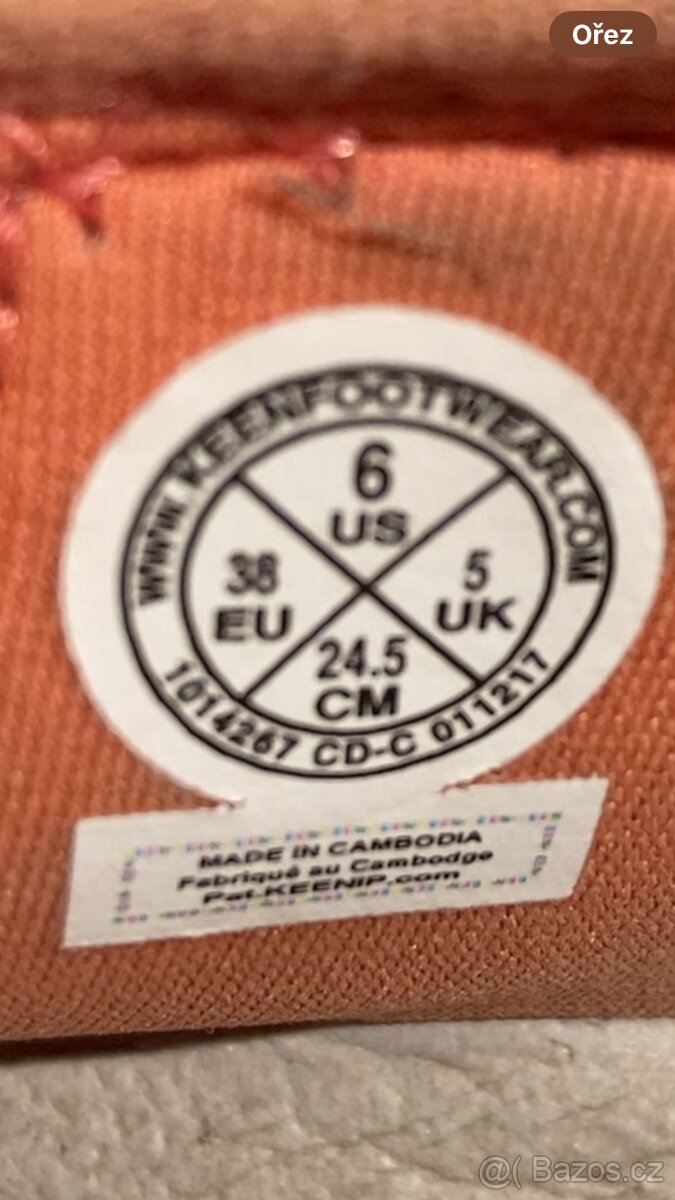 Ořez
WWW.KEENFOOTWEAR.COM
6
US
38
EU
5
UK
24.5
CM
1014267 CD-C 011217
MADE IN CAMBODIA
Fabriqué au Cambodge
Pat-KEENIP.com
@( Bazos.cz